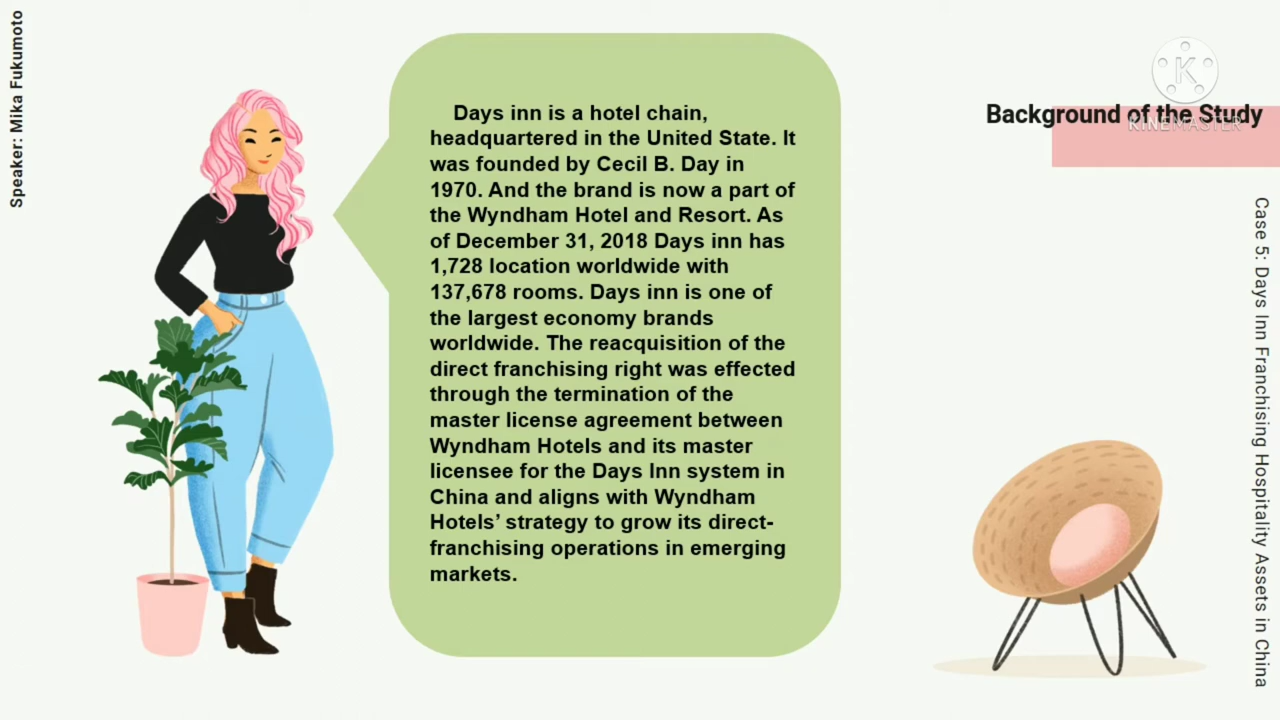 Speaker: Mika Fukumoto
Days inn is a hotel chain,
headquartered in the United State. It
was founded by Cecil B. Day in
1970. And the brand is now a part of
the Wyndham Hotel and Resort. As
of December 31, 2018 Days inn has
1,728 location worldwide with
137,678 rooms. Days inn is one of
the largest economy brands
worldwide. The reacquisition of the
direct franchising right was effected
through the termination of the
master license agreement between
Wyndham Hotels and its master
licensee for the Days Inn system in
China and aligns with Wyndham
Hotels’ strategy to grow its direct-
franchising operations in emerging
markets.
K
Background of the Study
KINEMASTER
Case 5: Days Inn Franchising Hospitality Assets in China